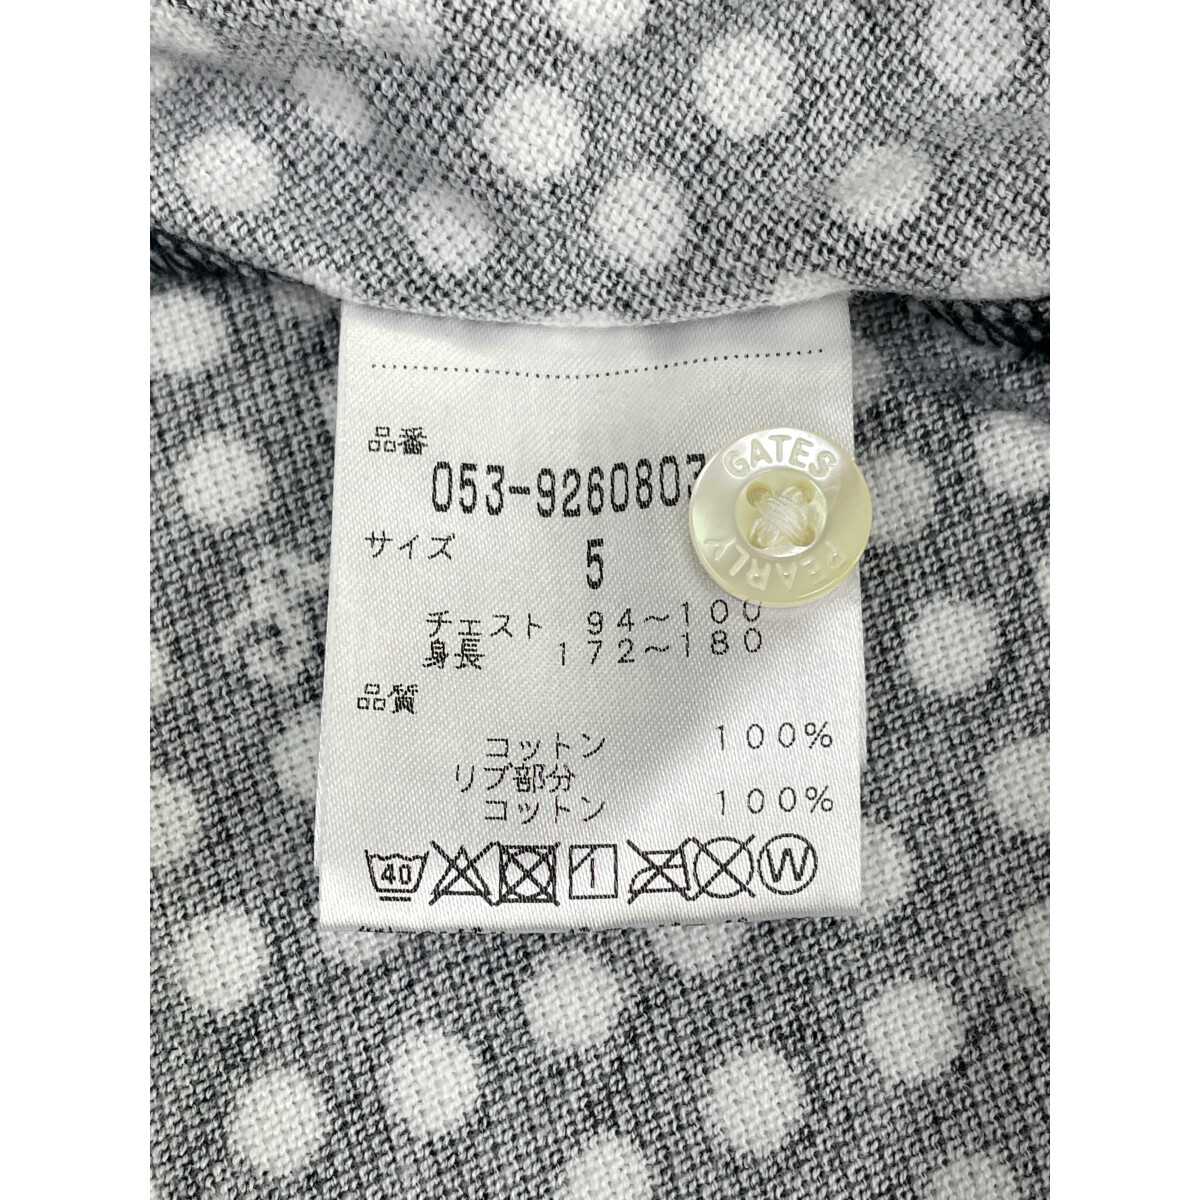 品番
053-9260803
GATES
PEARLY
サイズ 5
チェスト 94~100
身長 172~180
品質
コットン 100%
リブ部分
コットン 100%
40
W